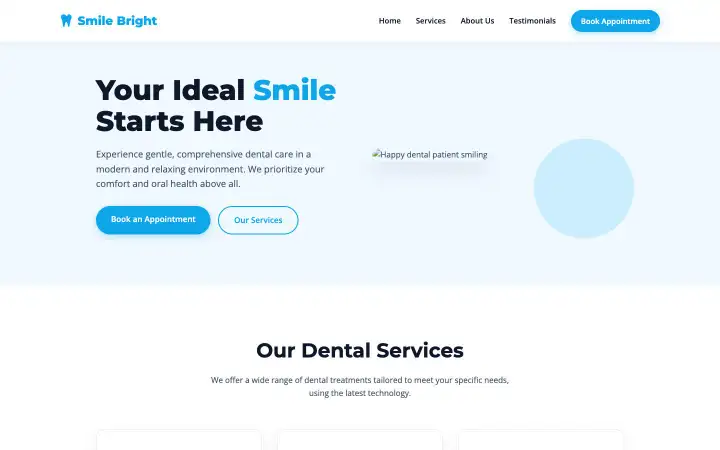 Smile Bright
Home
Services
About Us
Testimonials
Book Appointment
Your Ideal Smile
Starts Here
Experience gentle, comprehensive dental care in a
modern and relaxing environment. We prioritize your
comfort and oral health above all.
Happy dental patient smiling
Book an Appointment
Our Services
Our Dental Services
We offer a wide range of dental treatments tailored to meet your specific needs,
using the latest technology.